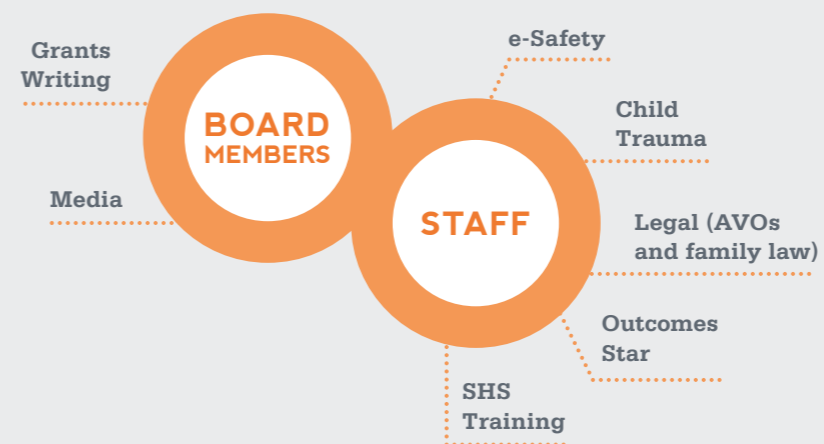 Grants
Writing
BOARD
MEMBERS
Media
e-Safety
Child
Trauma
STAFF
Legal (AVOs
and family law)
Outcomes
Star
SHS
Training